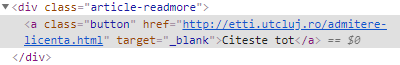 ▼<div class="article-readmore">
<a class="button" href="http://etti.utcluj.ro/admitere-
licenta.html" target="_blank">Citeste tot</a> == $0
</div>